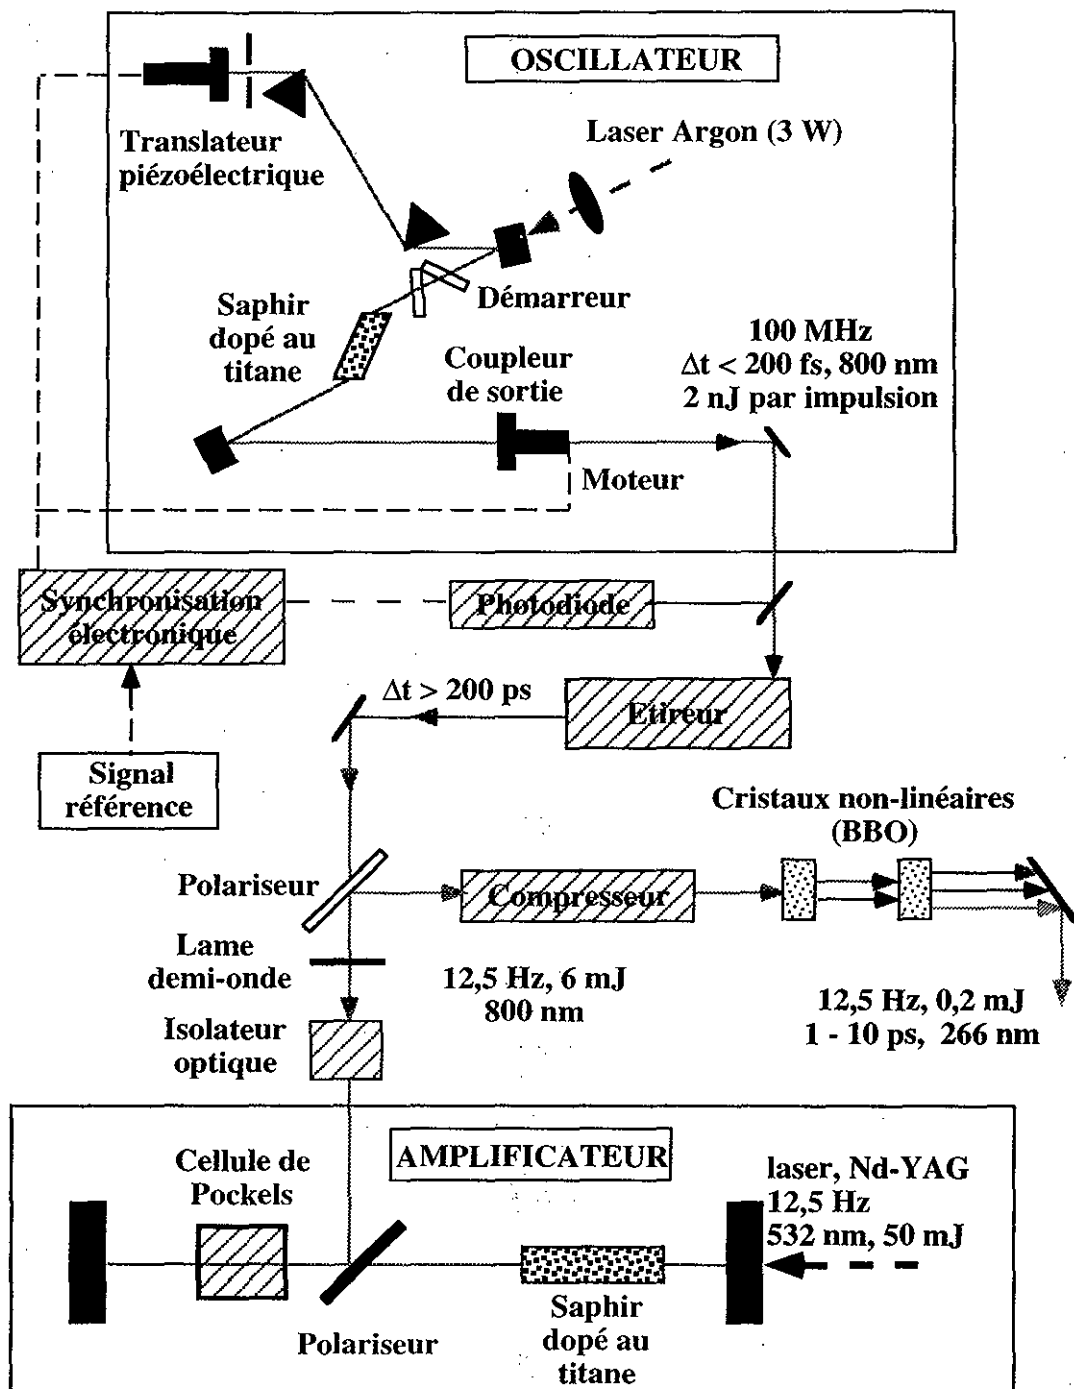 OSCILLATEUR
Translateur
piézoélectrique
Laser Argon (3 W)
Démarreur
Saphir
dopé au
titane
Coupleur
de sortie
100 MHz
Δt < 200 fs, 800 nm
2 nJ par impulsion
Moteur
Synchronisation
électronique
Photodiode
Δt > 200 ps
Etireur
Signal
référence
Cristaux non-linéaires
(BBO)
Polariseur
Compresseur
Lame
demi-onde
12,5 Hz, 6 mJ
800 nm
12,5 Hz, 0,2 mJ
1 - 10 ps, 266 nm
Isolateur
optique
AMPLIFICATEUR
Cellule de
Pockels
laser, Nd-YAG
12,5 Hz
532 nm, 50 mJ
Polariseur
Saphir
dopé au
titane